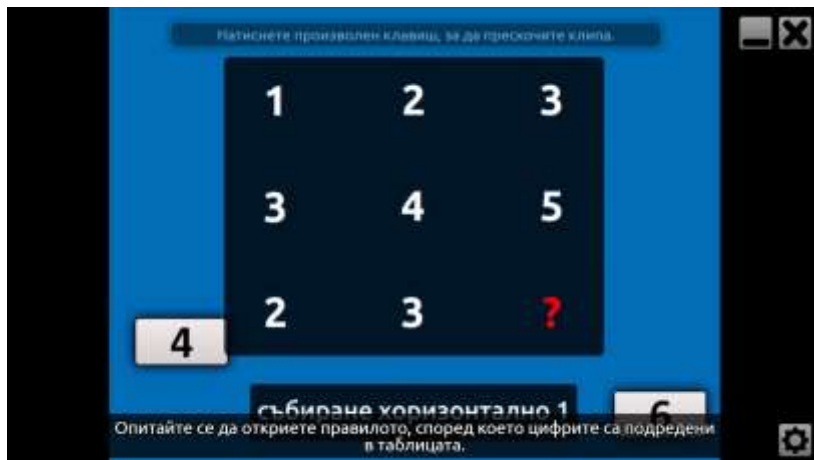 Натиснете произволен клавиш, за да прескочите клипа.
1 2 3
3 4 5
2 3 ?
4
събиране хоризонтално 1
6
Опитайте се да откриете правилото, според което цифрите са подредени
в таблицата.